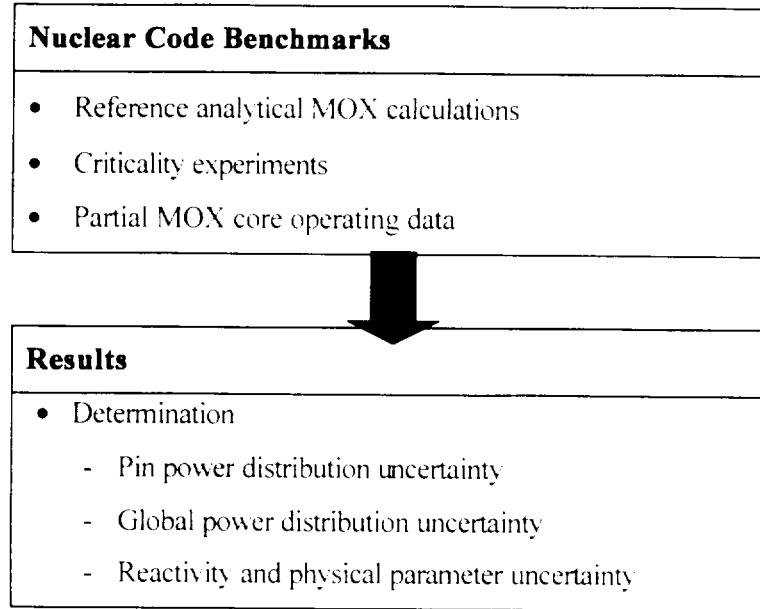 Nuclear Code Benchmarks
• Reference analytical MOX calculations
• Criticality experiments
• Partial MOX core operating data
Results
• Determination
- Pin power distribution uncertainty
- Global power distribution uncertainty
- Reactivity and physical parameter uncertainty